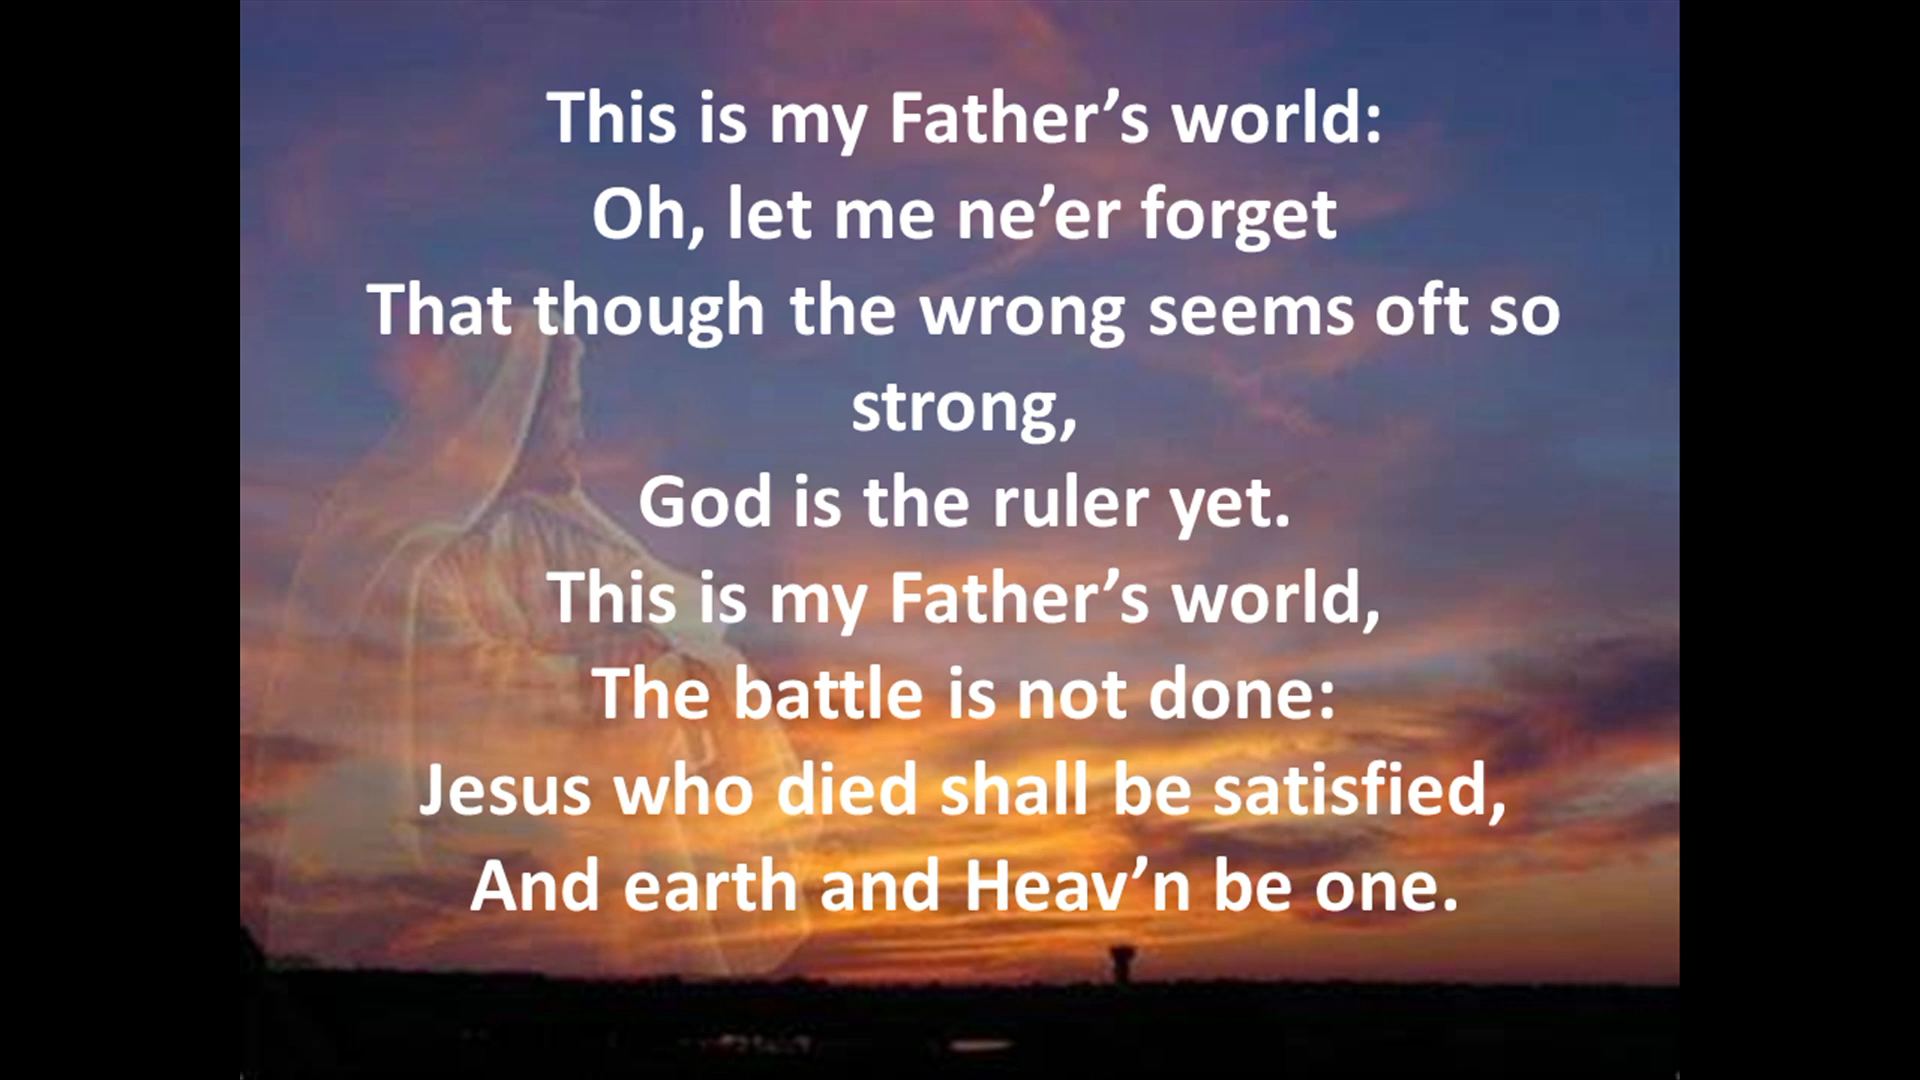 This is my Father’s world:
Oh, let me ne’er forget
That though the wrong seems oft so
strong,
God is the ruler yet.
This is my Father’s world,
The battle is not done:
Jesus who died shall be satisfied,
And earth and Heav’n be one.